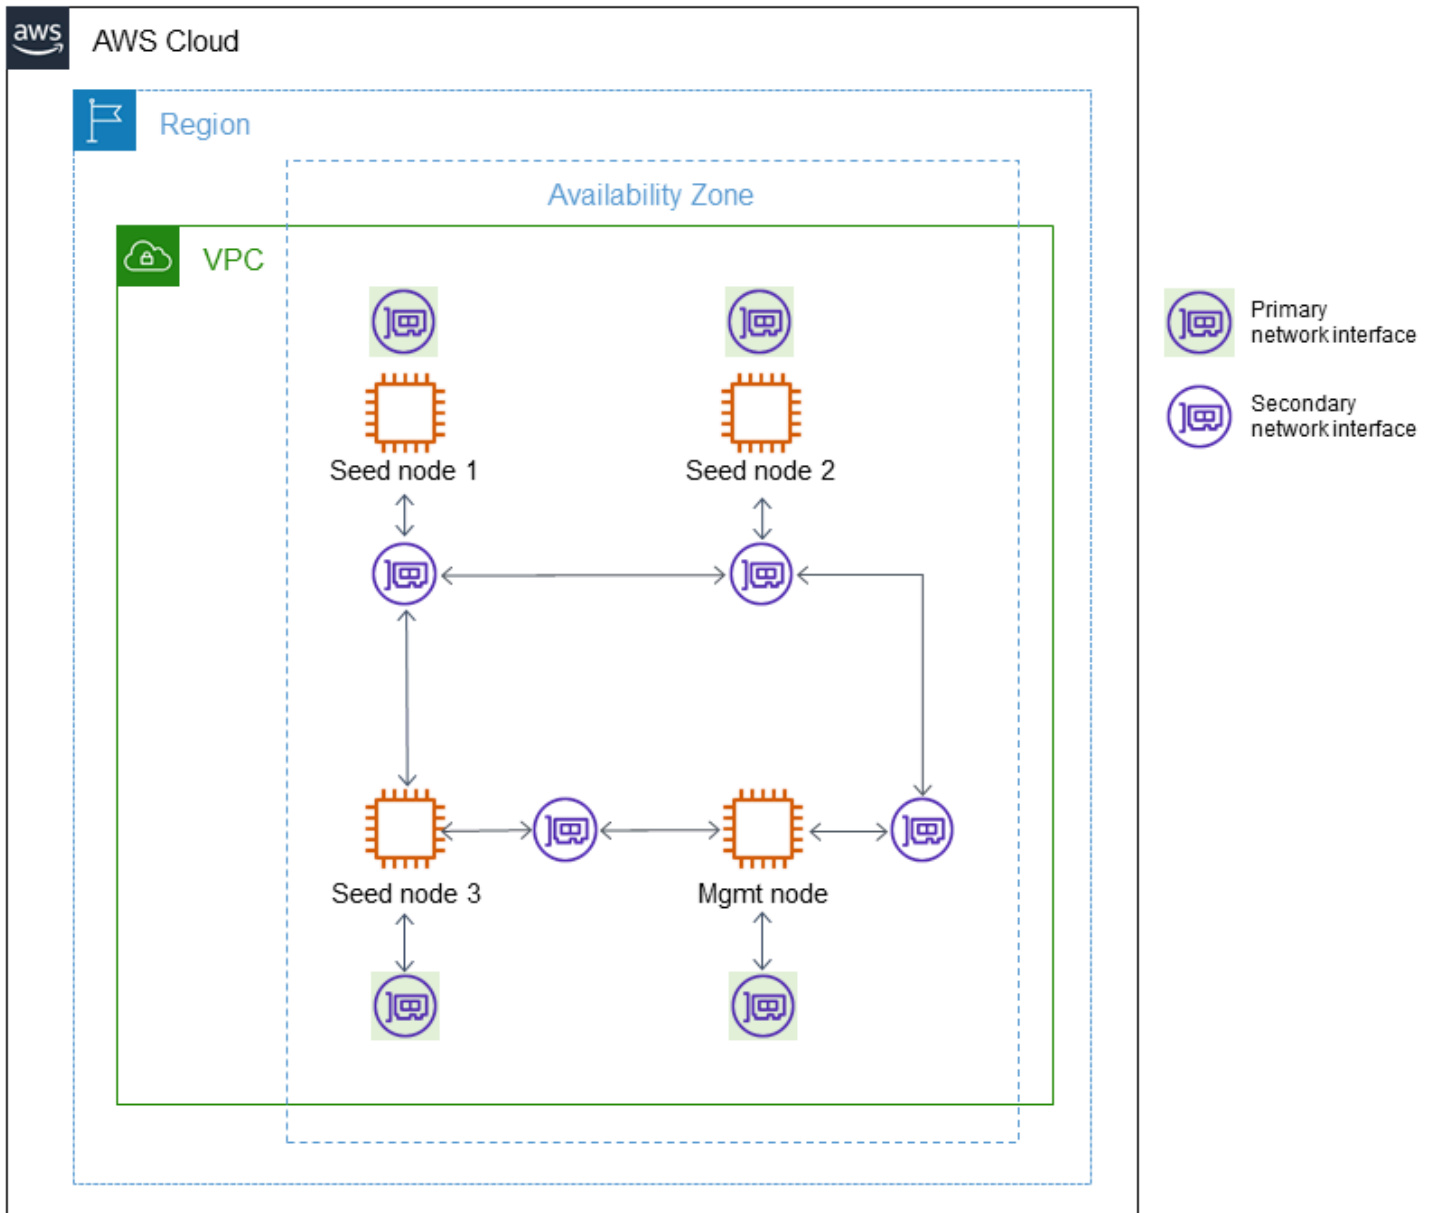 aws
AWS Cloud
Region
Availability Zone
VPC
Primary
network interface
Secondary
network interface
Seed node 1
Seed node 2
Seed node 3
Mgmt node